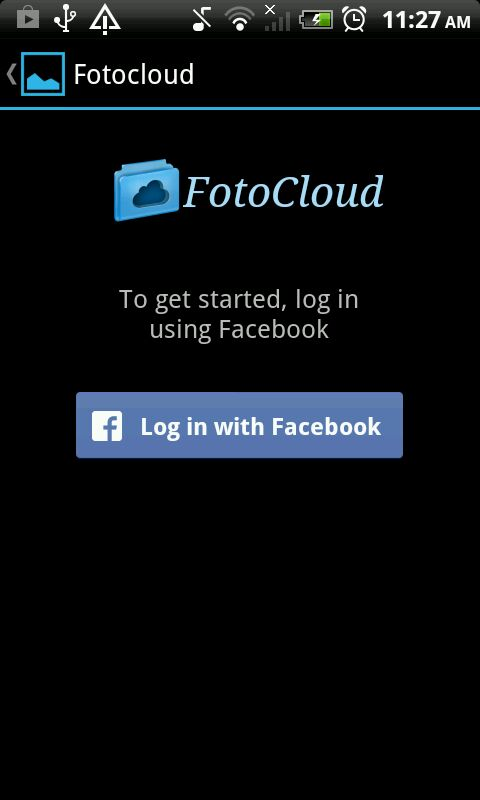 11:27 AM
Fotocloud
FotoCloud
To get started, log in
using Facebook
Log in with Facebook